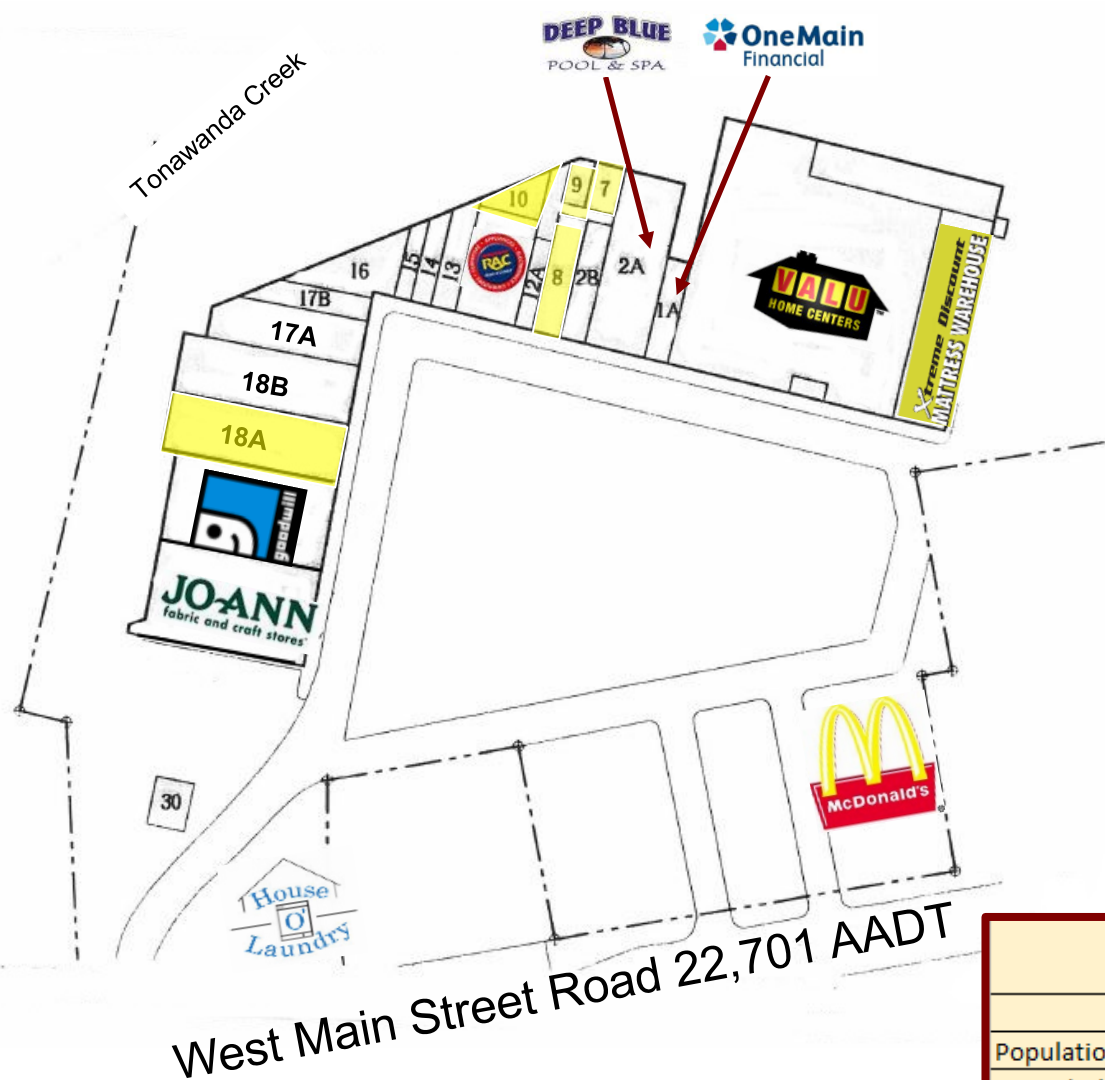 DEEP BLUE
POOL & SPA
OneMain
Financial
Tonawanda Creek
10
9
7
16
15
14
13
RAC
12A
8
2B
2A
1A
17B
17A
18B
18A
VALU
HOME CENTERS
Xtreme Discount
MATTRESS WAREHOUSE
goodwill
JO-ANN
fabric and craft stores
30
McDonald's
House
O'
Laundry
West Main Street Road 22,701 AADT
Populatio